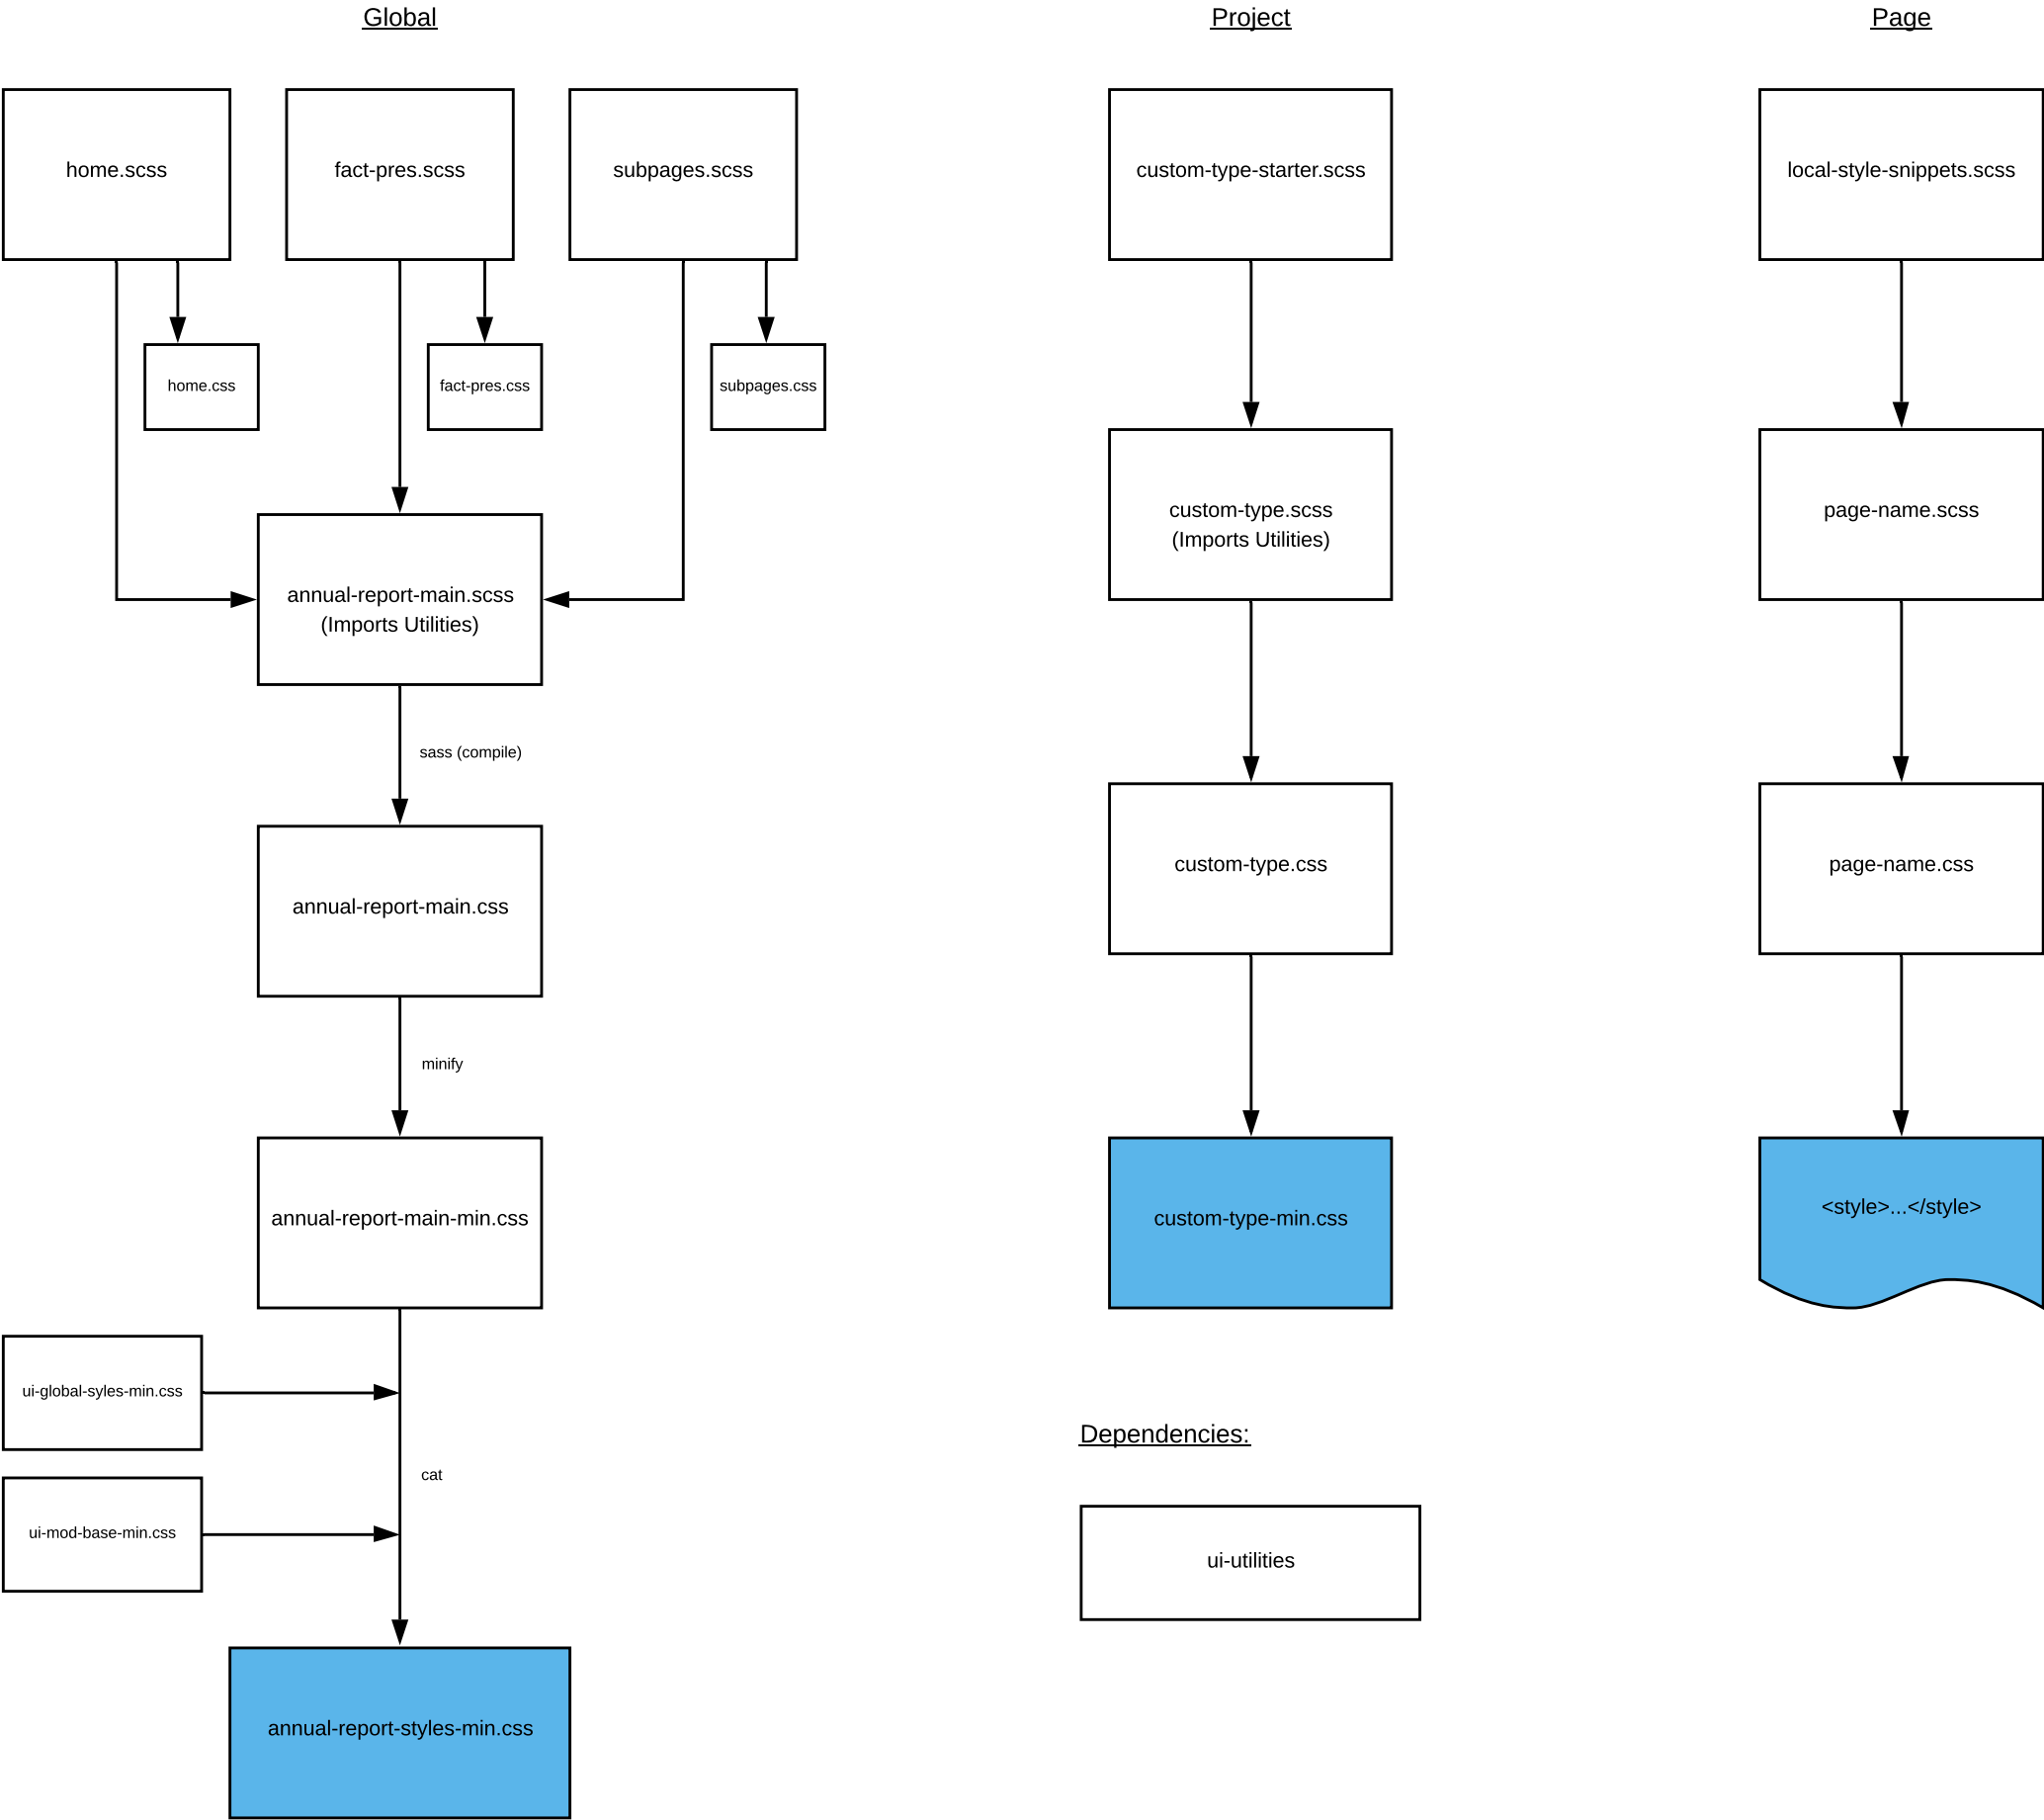 Global
Project
Page
home.scss
fact-pres.scss
subpages.scss
custom-type-starter.scss
local-style-snippets.scss
home.css
fact-pres.css
subpages.css
custom-type.scss
(Imports Utilities)
page-name.scss
annual-report-main.scss
(Imports Utilities)
sass (compile)
custom-type.css
page-name.css
annual-report-main.css
minify
annual-report-main-min.css
custom-type-min.css
<style>...</style>
ui-global-syles-min.css
Dependencies:
cat
ui-mod-base-min.css
ui-utilities
annual-report-styles-min.css